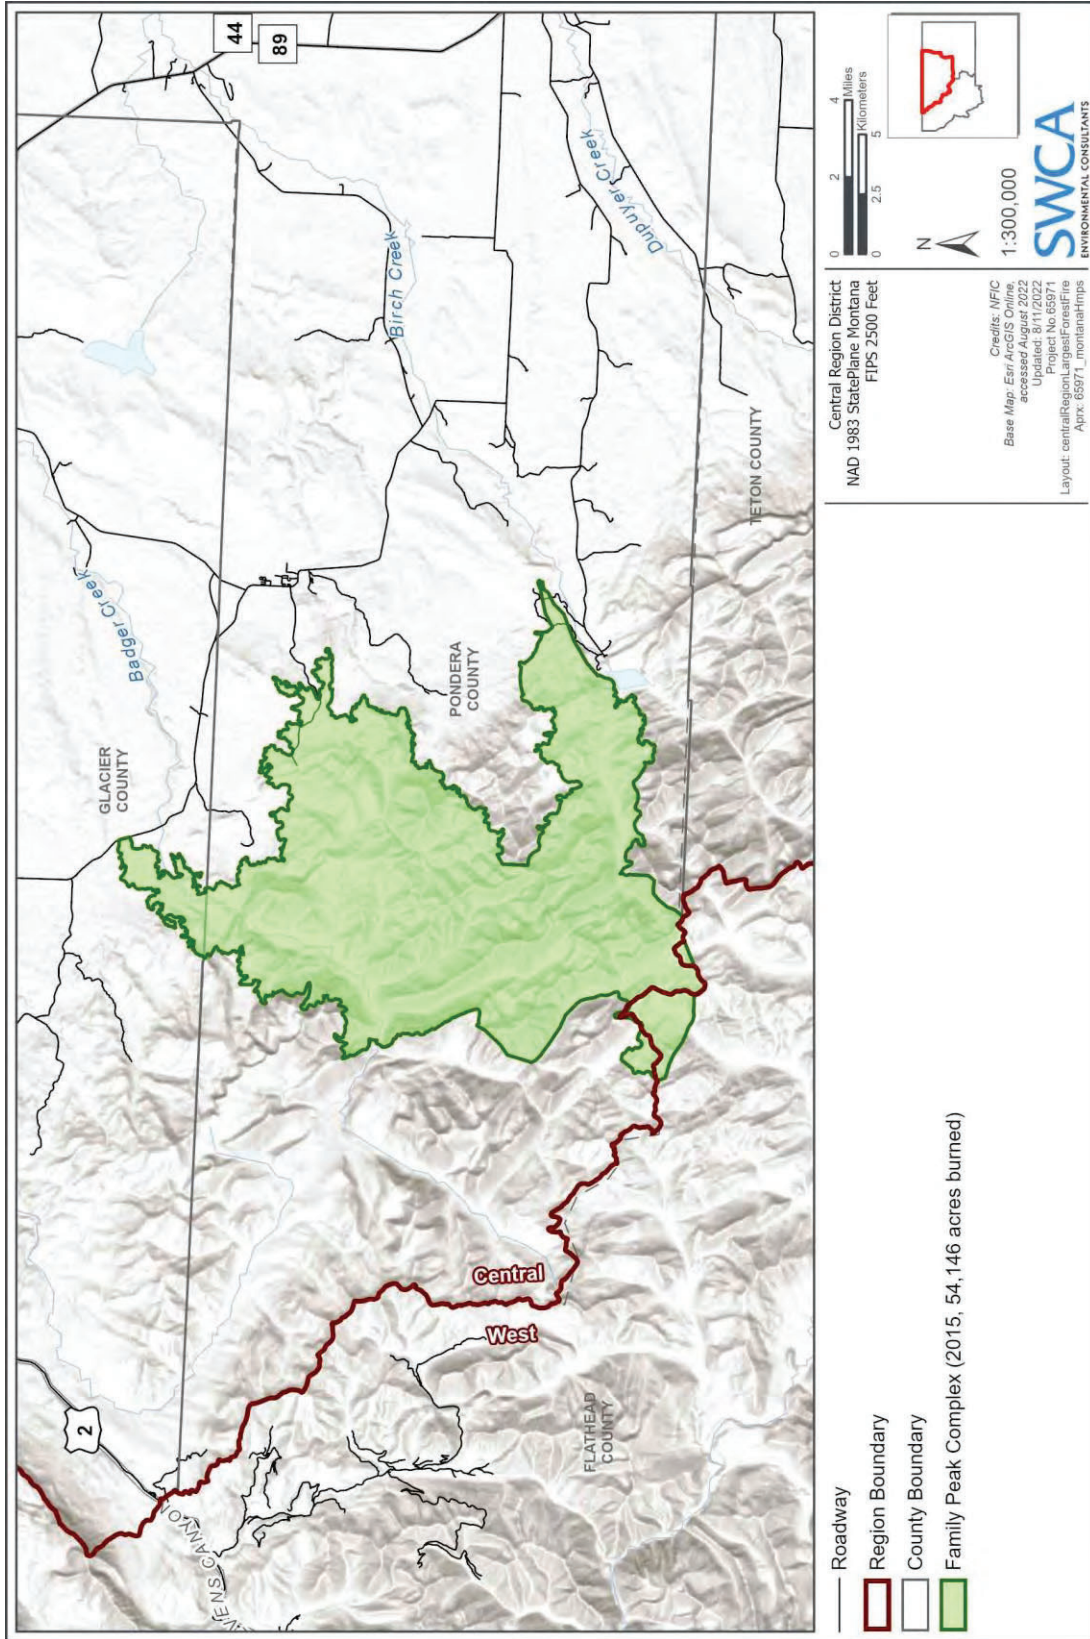 44
89
2
Badger Creek
Birch Creek
Dupuyer Creek
GLACIER
COUNTY
PONDERA
COUNTY
TETON COUNTY
FLATHEAD
COUNTY
VENS CANYON
Central
West
Roadway
Region Boundary
County Boundary
Family Peak Complex (2015, 54,146 acres burned)
Central Region District
NAD 1983 StatePlane Montana
FIPS 2500 Feet
Credits: NFIC
Base Map: Esri ArcGIS Online,
accessed August 2022
Updated: 8/11/2022
Project No.65971
Layout: centralRegionLargestForestFire
Aprx: 65971_montanaHmps
0 2 4
Miles
Kilometers
0 2.5 5
N
1:300,000
SWCA
ENVIRONMENTAL CONSULTANTS